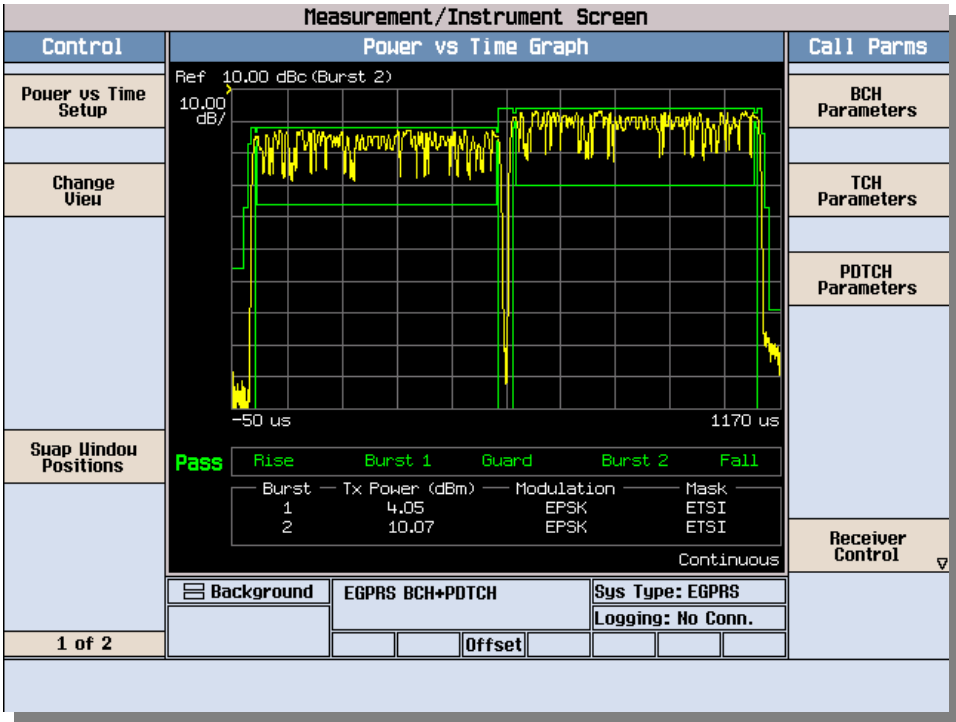 Measurement/Instrument Screen
Control
Power vs Time Graph
Call Parms
Power vs Time
Setup
Change
View
Swap Window
Positions
1 of 2
Ref 10.00 dBc (Burst 2)
10.00
dB/
-50 us
1170 us
Pass
Rise Burst 1 Guard Burst 2 Fall
Burst Tx Power (dBm) Modulation Mask
1 4.05 EPSK ETSI
2 10.07 EPSK ETSI
Continuous
Background
EGPRS BCH+PDTCH
Sys Type: EGPRS
Logging: No Conn.
Offset
BCH
Parameters
TCH
Parameters
PDTCH
Parameters
Receiver
Control